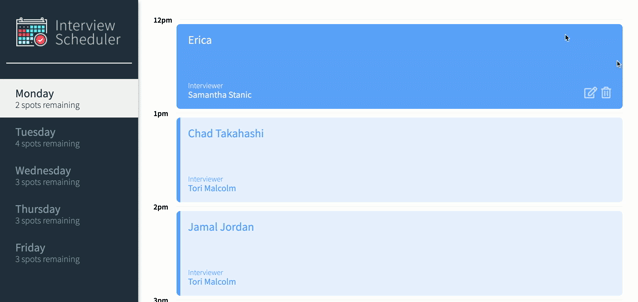 Interview
Scheduler
Monday
2 spots remaining
Tuesday
4 spots remaining
Wednesday
3 spots remaining
Thursday
3 spots remaining
Friday
3 spots remaining
12pm
Erica
Interviewer
Samantha Stanic
1pm
Chad Takahashi
Interviewer
Tori Malcolm
2pm
Jamal Jordan
Interviewer
Tori Malcolm
3pm